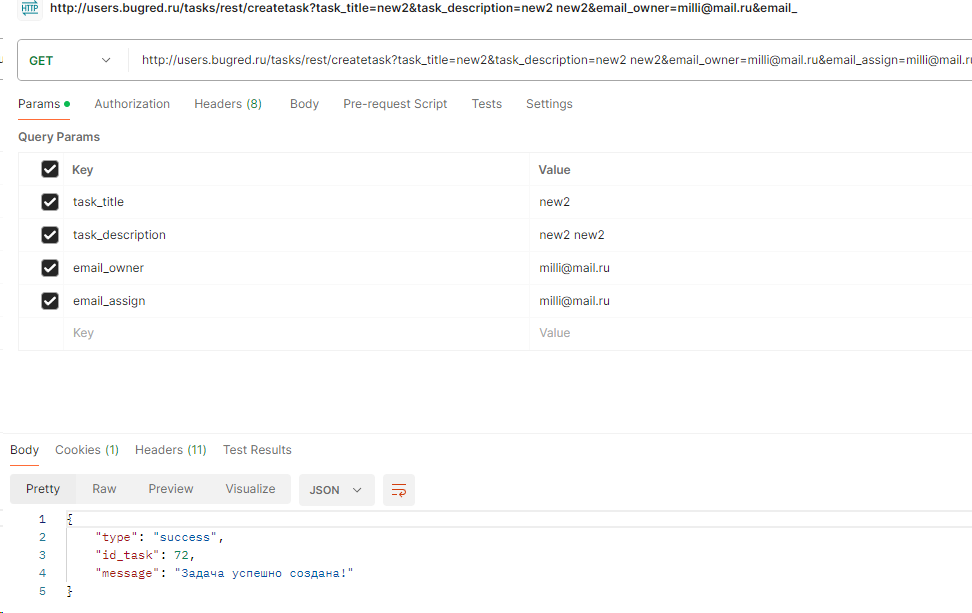 HTTP http://users.bugred.ru/tasks/rest/createtask?task_title=new2&task_description=new2 new2&email_owner=milli@mail.ru&email_
GET http://users.bugred.ru/tasks/rest/createtask?task_title=new2&task_description=new2 new2&email_owner=milli@mail.ru&email_assign=milli@mail.ru
Params Authorization Headers (8) Body Pre-request Script Tests Settings
Query Params
Key Value
task_title new2
task_description new2 new2
email_owner milli@mail.ru
email_assign milli@mail.ru
Key Value
Body Cookies (1) Headers (11) Test Results
Pretty Raw Preview Visualize JSON
1 {
2 "type": "success",
3 "id_task": 72,
4 "message": "Задача успешно создана!"
5 }